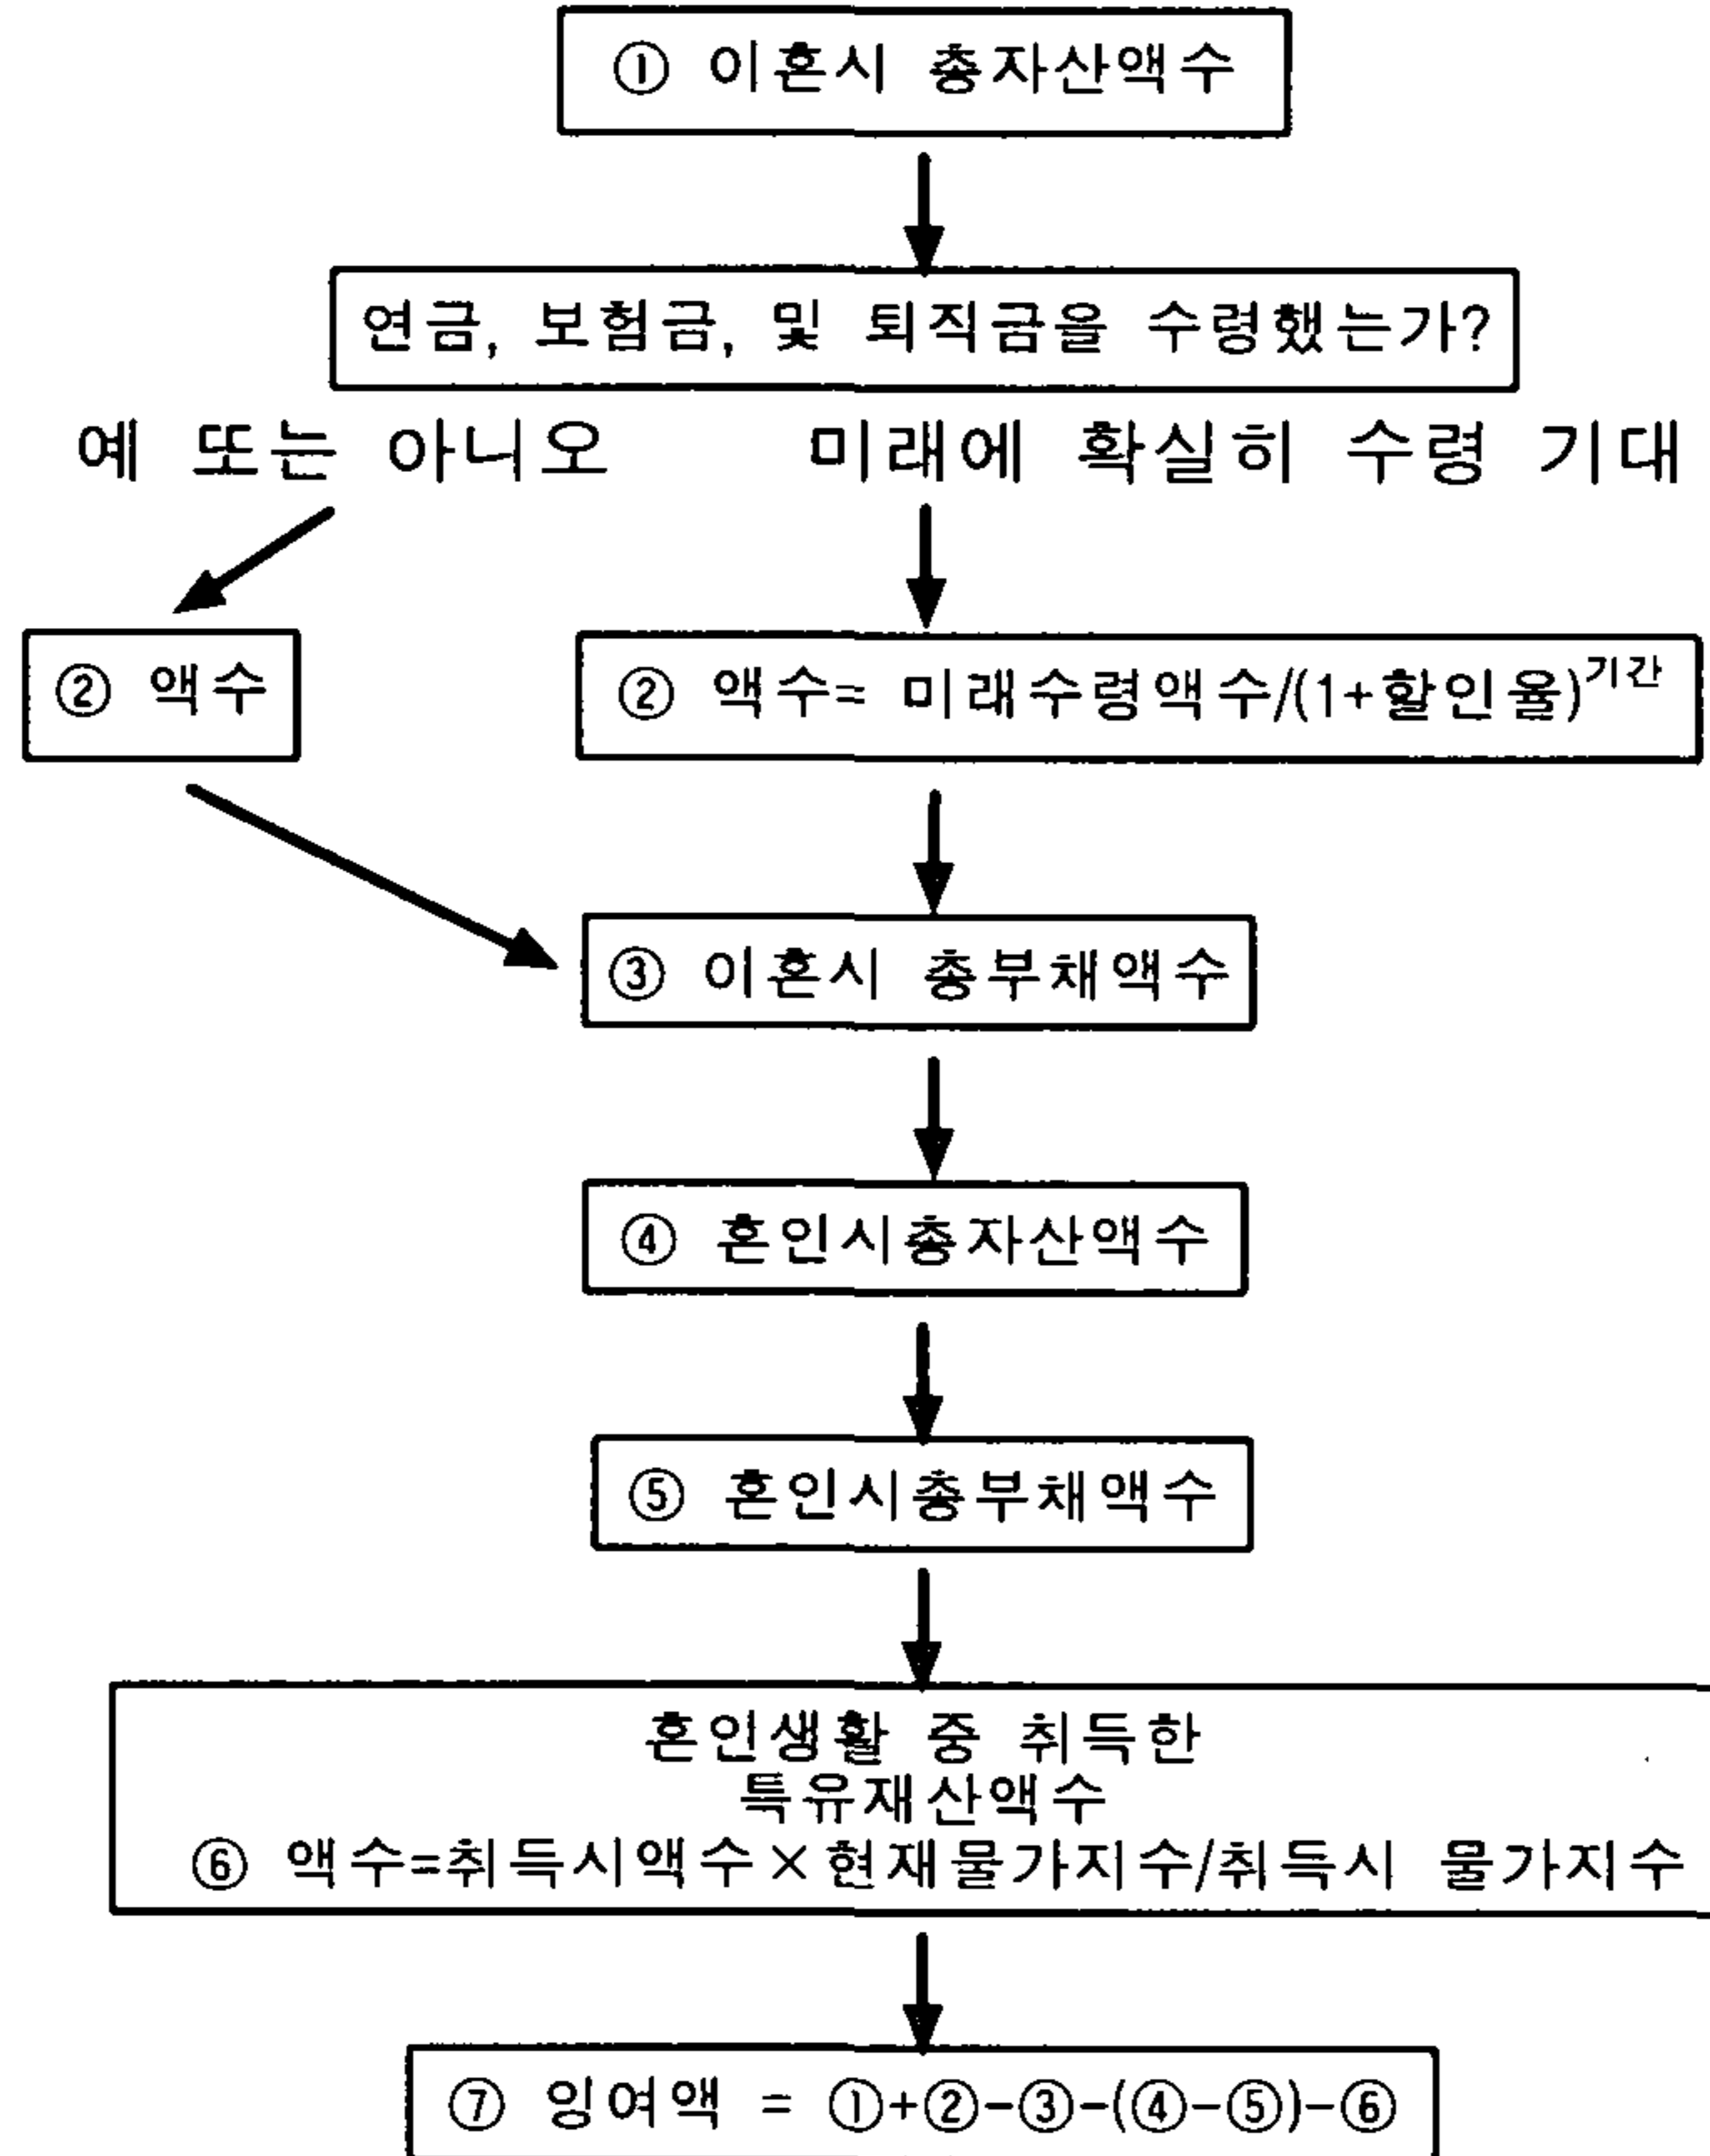 ① 이혼시 총자산액수
연금, 보험금, 및 퇴직금을 수령했는가?
예 또는 아니오 미래에 확실히 수령 기대
② 액수
② 액수= 미래수령액수/(1+할인율)기간
③ 이혼시 총부채액수
④ 혼인시총자산액수
⑤ 혼인시총부채액수
혼인생활 중 취득한
특유재산액수
⑥ 액수=취득시액수×현재물가지수/취득시 물가지수
⑦ 잉여액 = ①+②-③-(④-⑤)-⑥